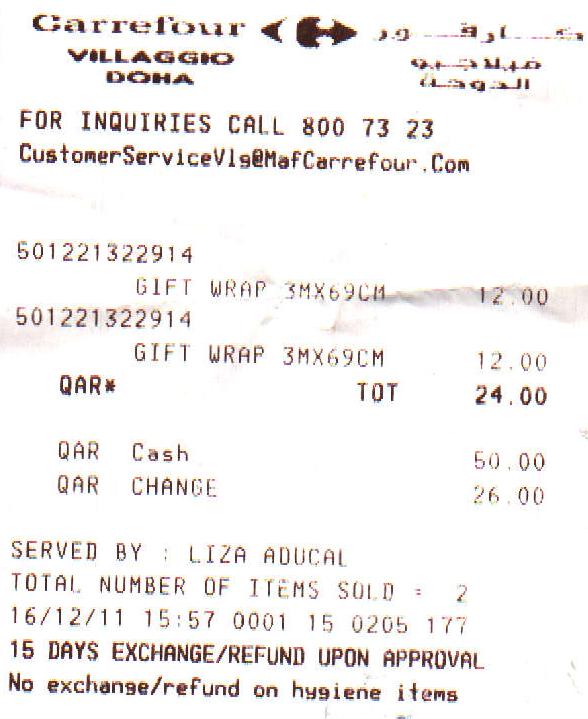 Carrefour كارفور
VILLAGGIO فيلاجيو
DOHA الدوحة
FOR INQUIRIES CALL 800 73 23
CustomerServiceVlg@MafCarrefour.Com
501221322914
GIFT WRAP 3MX69CM 12.00
501221322914
GIFT WRAP 3MX69CM 12.00
QAR* TOT 24.00
QAR Cash 50.00
QAR CHANGE 26.00
SERVED BY : LIZA ADUCAL
TOTAL NUMBER OF ITEMS SOLD = 2
16/12/11 15:57 0001 15 0205 177
15 DAYS EXCHANGE/REFUND UPON APPROVAL
No exchange/refund on hygiene items